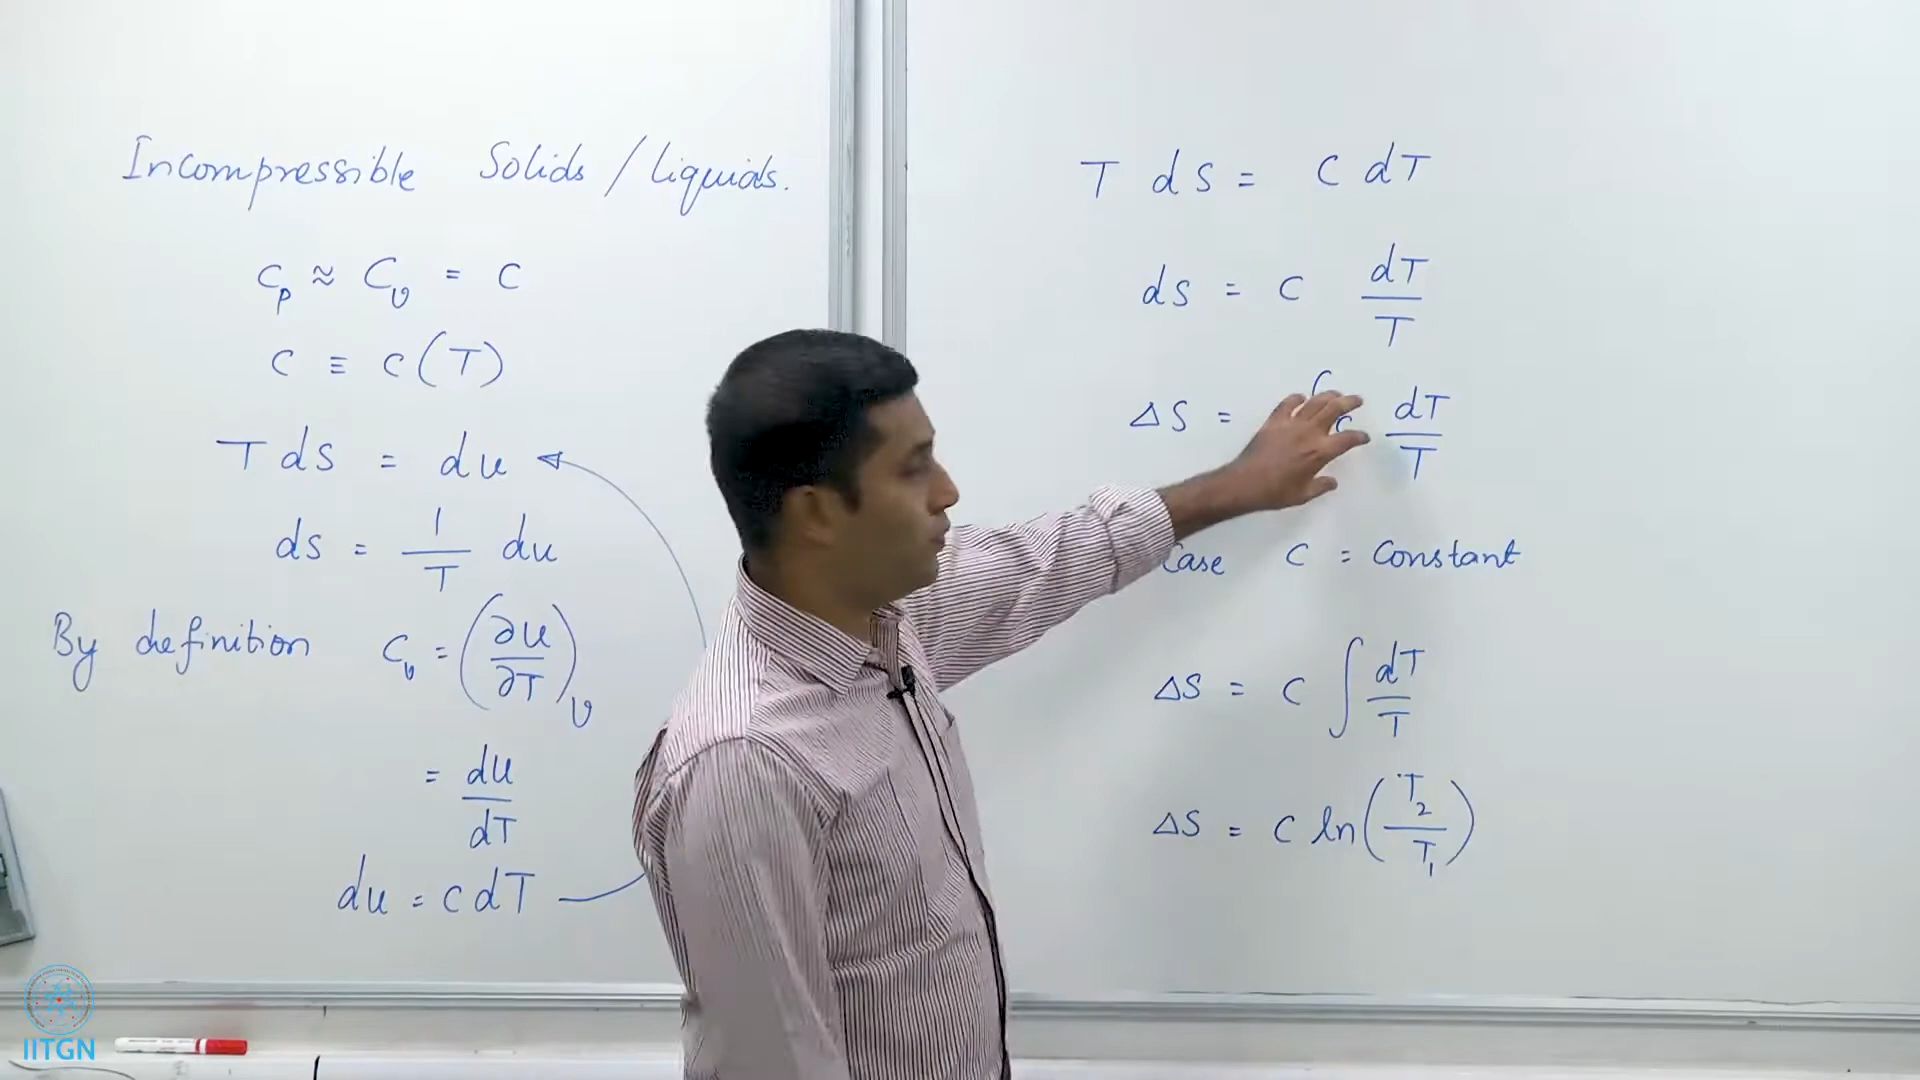 Incompressible Solids / Liquids.
Cp ≈ Cv = C
C ≡ C(T)
T ds = du
ds = 1/T du
By definition Cv = (∂u/∂T)v
= du/dT
du = C dT
T ds = C dT
ds = C dT/T
Δs = ∫ C dT/T
Case C = Constant
Δs = C ∫ dT/T
Δs = C ln(T2/T1)
IITGN